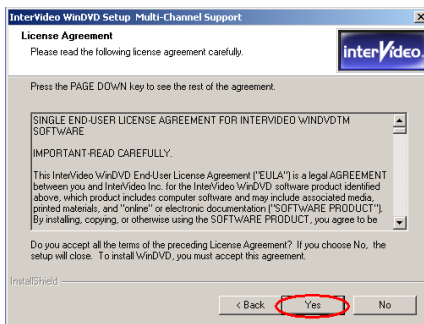 InterVideo WinDVD Setup Multi-Channel Support
License Agreement
Please read the following license agreement carefully.
interVideo.
Press the PAGE DOWN key to see the rest of the agreement.
SINGLE END-USER LICENSE AGREEMENT FOR INTERVIDEO WINDVDTM
SOFTWARE
IMPORTANT-READ CAREFULLY.
This InterVideo WinDVD End-User License Agreement ("EULA") is a legal AGREEMENT
between you and InterVideo Inc. for the InterVideo WinDVD software product identified
above, which product includes computer software and may include associated media,
printed materials, and "online" or electronic documentation ("SOFTWARE PRODUCT").
By installing, copying, or otherwise using the SOFTWARE PRODUCT, you agree to be
Do you accept all the terms of the preceding License Agreement? If you choose No, the
setup will close. To install WinDVD, you must accept this agreement.
InstallShield
< Back
Yes
No